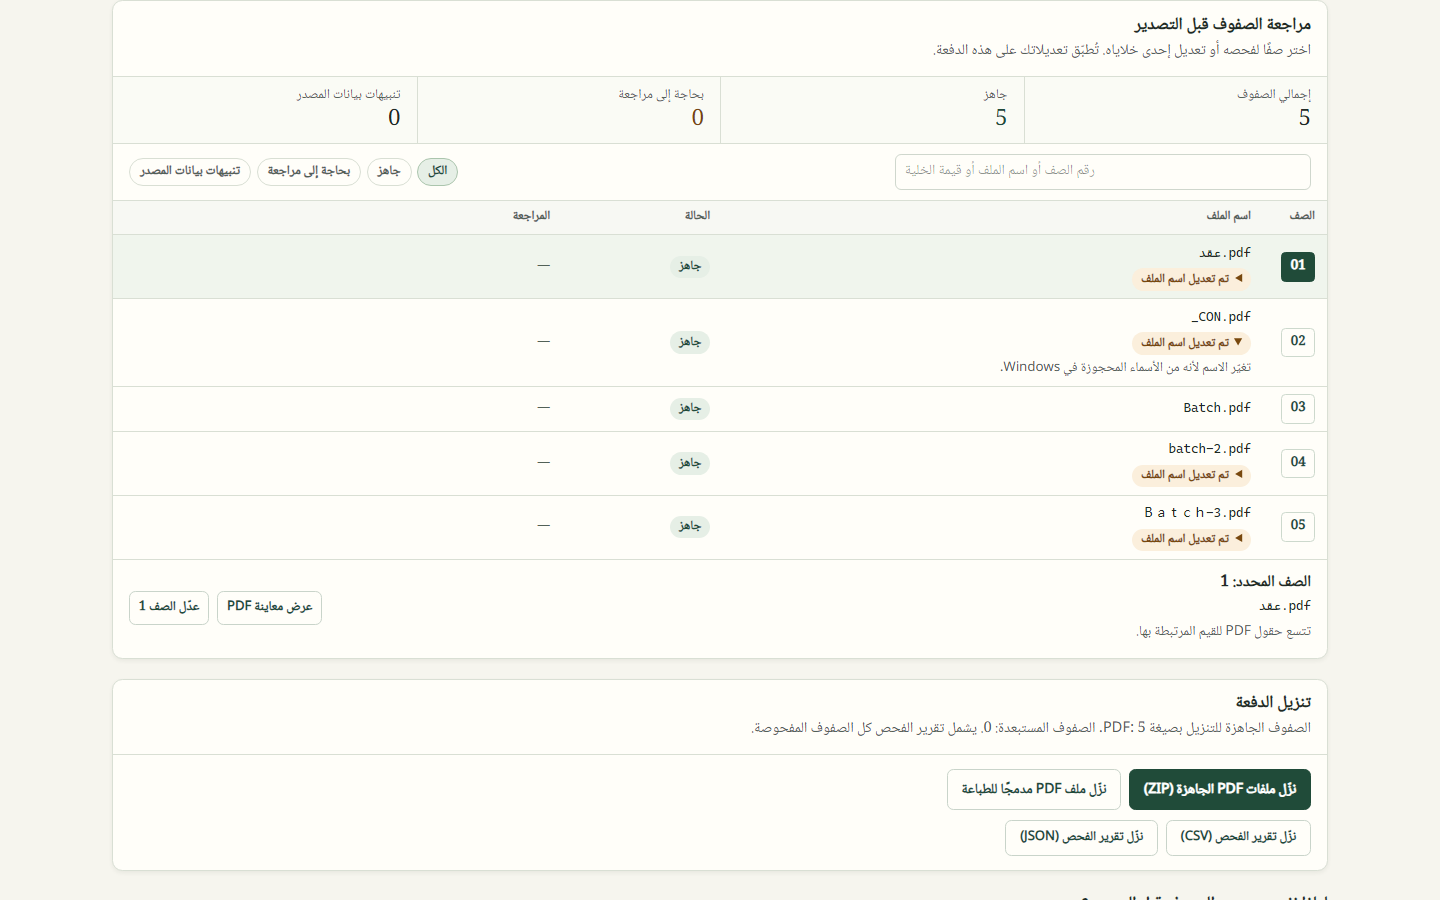 مراجعة الصفوف قبل التصدير
اختر صفًا لفحصه أو تعديل إحدى خلاياه. تُطبّق تعديلاتك على هذه الدفعة.
إجمالي الصفوف
5
جاهز
5
بحاجة إلى مراجعة
0
تنبيهات بيانات المصدر
0
رقم الصف أو اسم الملف أو قيمة الخلية
الكل
جاهز
بحاجة إلى مراجعة
تنبيهات بيانات المصدر
الصف اسم الملف الحالة المراجعة
01 عقد.pdf جاهز —
◀ تم تعديل اسم الملف
02 _CON.pdf جاهز —
▼ تم تعديل اسم الملف
تغيّر الاسم لأنه من الأسماء المحجوزة في Windows.
03 Batch.pdf جاهز —
04 batch-2.pdf جاهز —
◀ تم تعديل اسم الملف
05 Ｂａｔｃｈ-3.pdf جاهز —
◀ تم تعديل اسم الملف
الصف المحدد: 1
عقد.pdf
تتسع حقول PDF للقيم المرتبطة بها.
عرض معاينة PDF
عدّل الصف 1
تنزيل الدفعة
الصفوف الجاهزة للتنزيل بصيغة PDF: 5. الصفوف المستبعدة: 0. يشمل تقرير الفحص كل الصفوف المفحوصة.
نزّل ملفات PDF الجاهزة (ZIP)
نزّل ملف PDF مدمجًا للطباعة
نزّل تقرير الفحص (CSV)
نزّل تقرير الفحص (JSON)